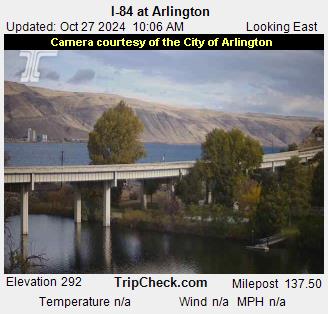 I-84 at Arlington
Updated: Oct 27 2024 10:06 AM Looking East
Camera courtesy of the City of Arlington
Elevation 292 TripCheck.com Milepost 137.50
Temperature n/a Wind n/a MPH n/a